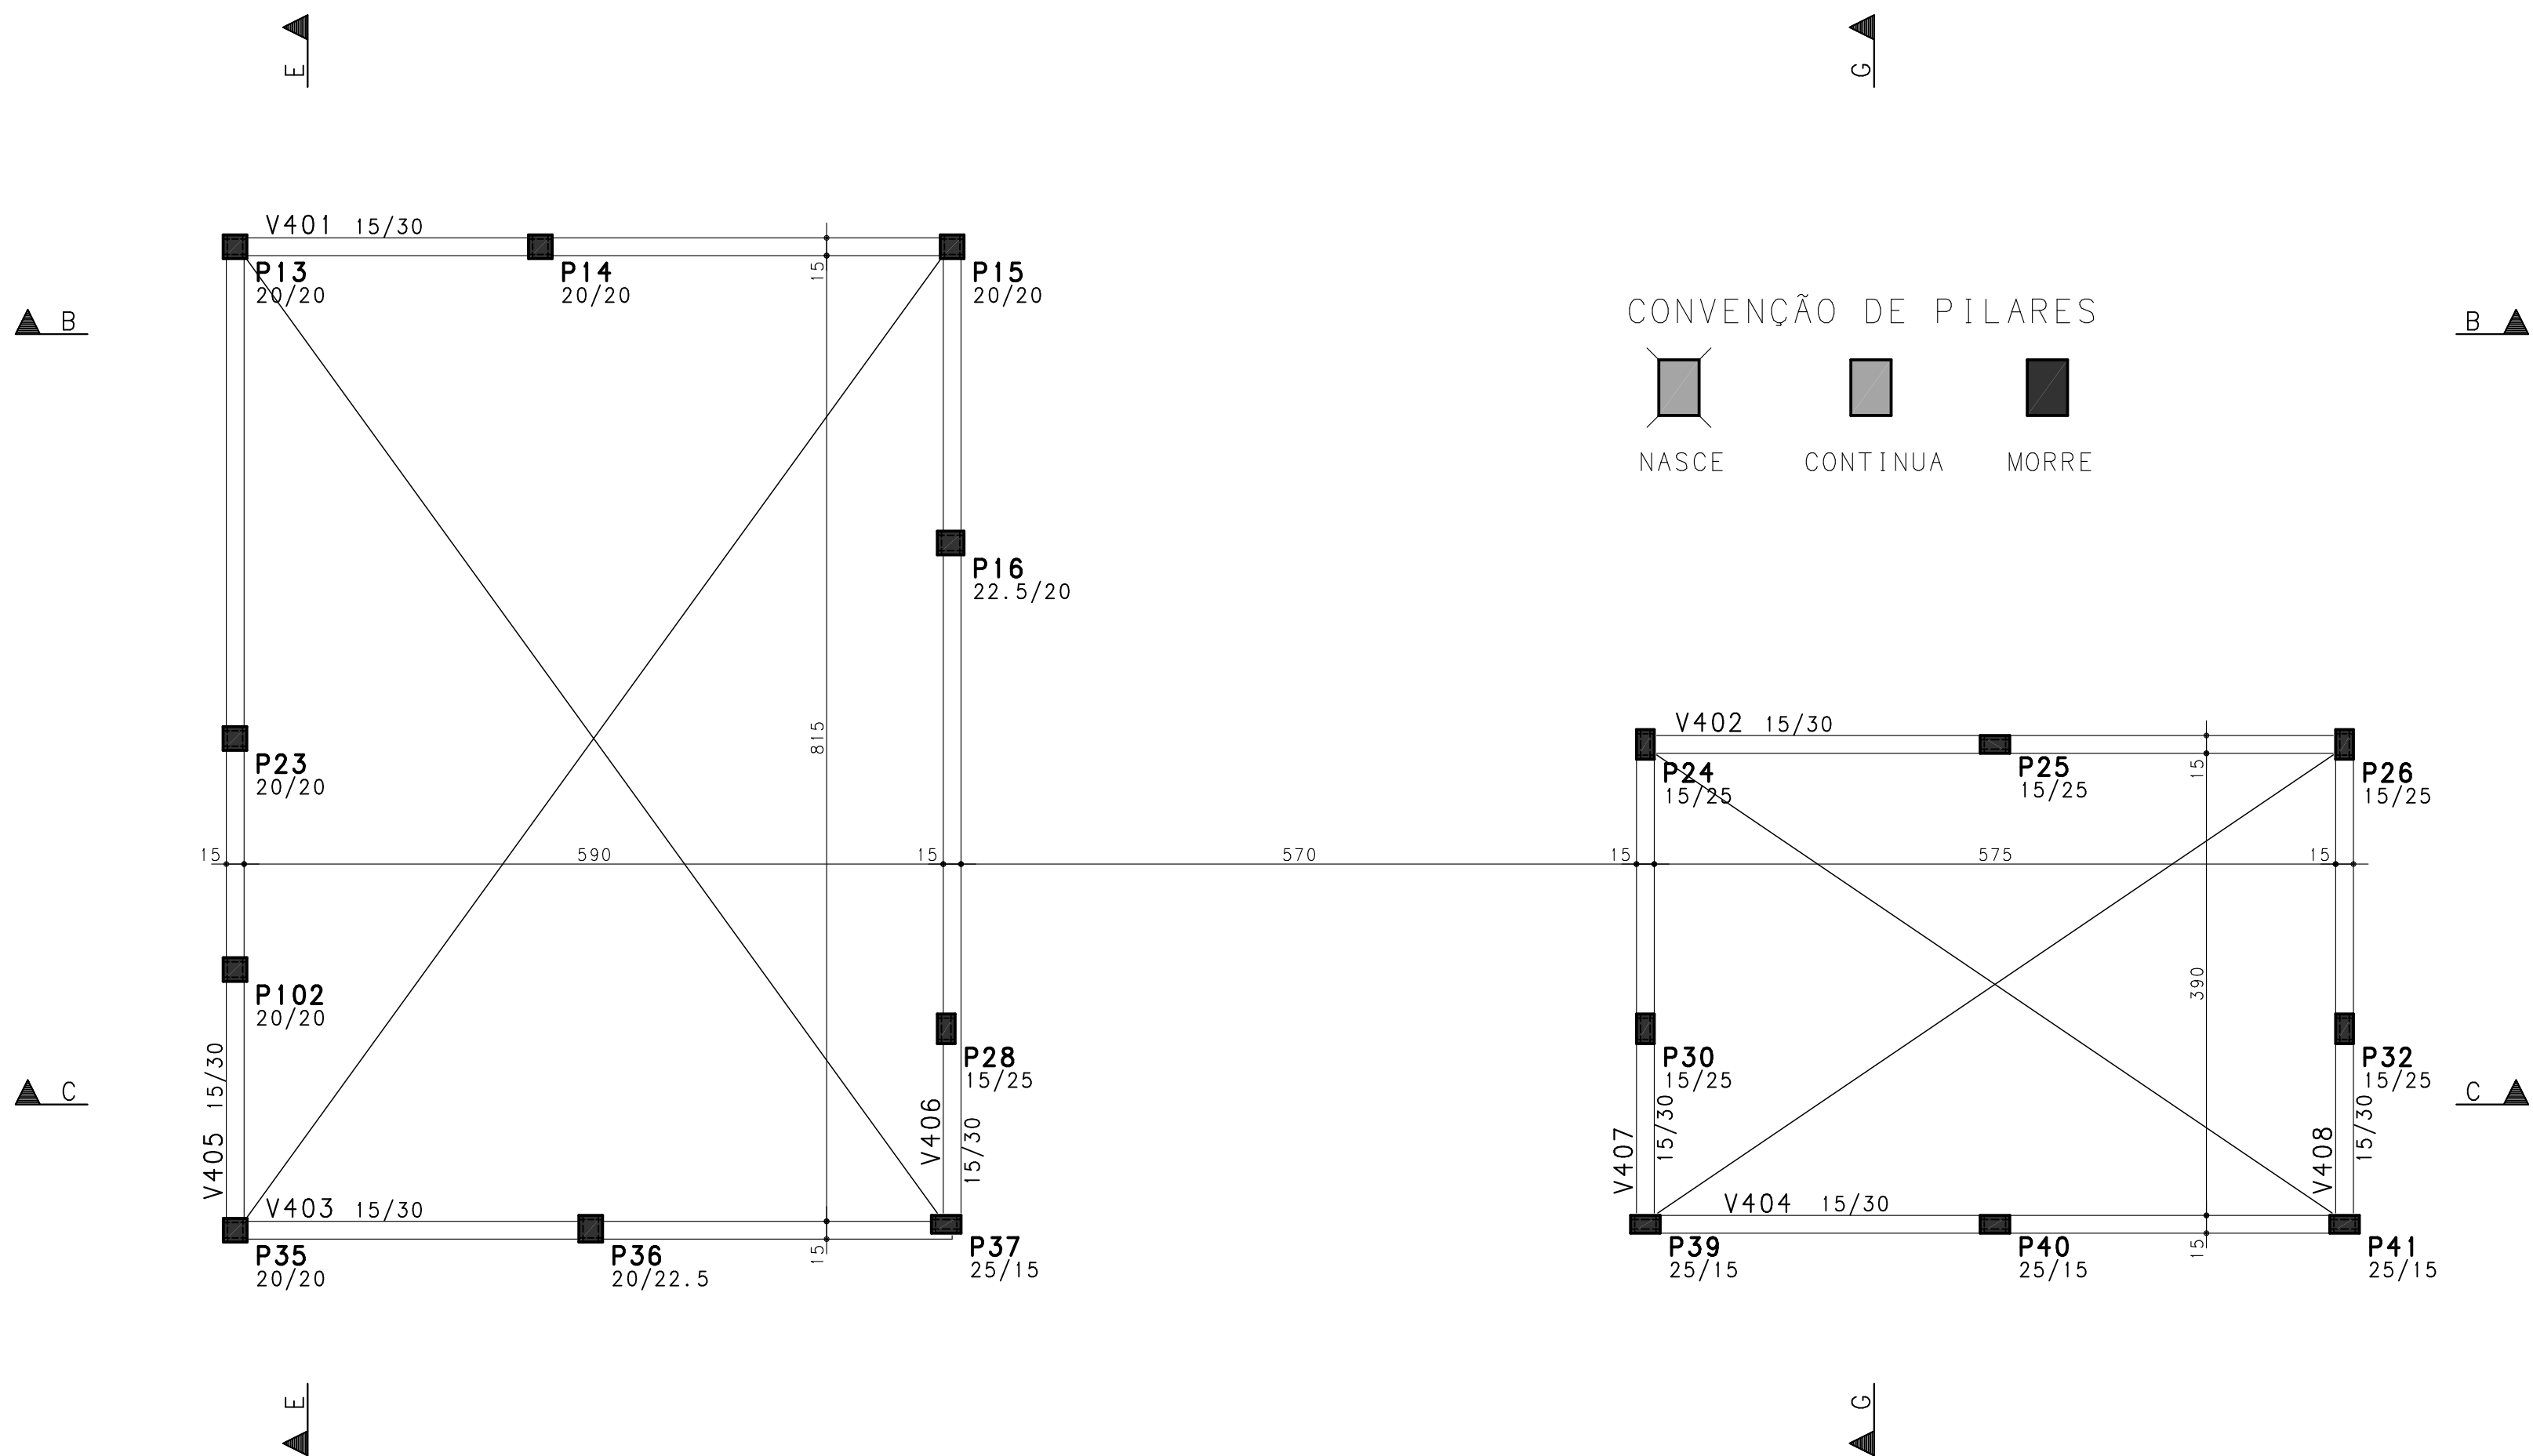 E
G
V401 15/30
P13
20/20
P14
20/20
15
P15
20/20
B
B
CONVENÇÃO DE PILARES
NASCE
CONTINUA
MORRE
P16
22.5/20
P23
20/20
815
V402 15/30
P24
15/25
P25
15/25
15
P26
15/25
15
590
15
570
15
575
15
P102
20/20
390
P28
15/25
P30
15/25
P32
15/25
C
C
V405 15/30
V406
15/30
V407
15/30
V408
15/30
V403 15/30
V404 15/30
P35
20/20
P36
20/22.5
15
P37
25/15
P39
25/15
P40
25/15
15
P41
25/15
E
G